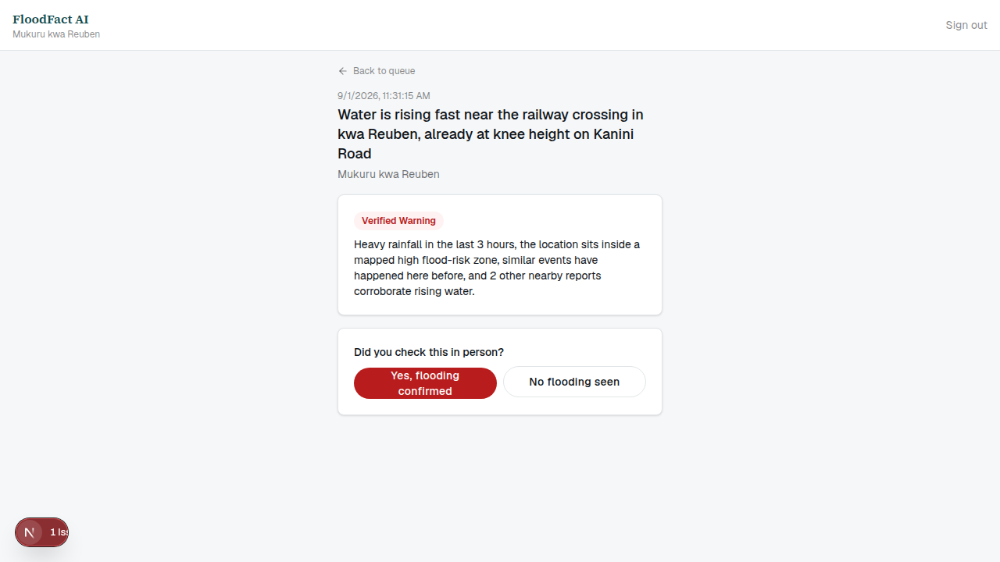 FloodFact AI
Mukuru kwa Reuben
Sign out
Back to queue
9/1/2026, 11:31:15 AM
Water is rising fast near the railway crossing in
kwa Reuben, already at knee height on Kanini
Road
Mukuru kwa Reuben
Verified Warning
Heavy rainfall in the last 3 hours, the location sits inside a
mapped high flood-risk zone, similar events have
happened here before, and 2 other nearby reports
corroborate rising water.
Did you check this in person?
Yes, flooding
confirmed
No flooding seen
N
1